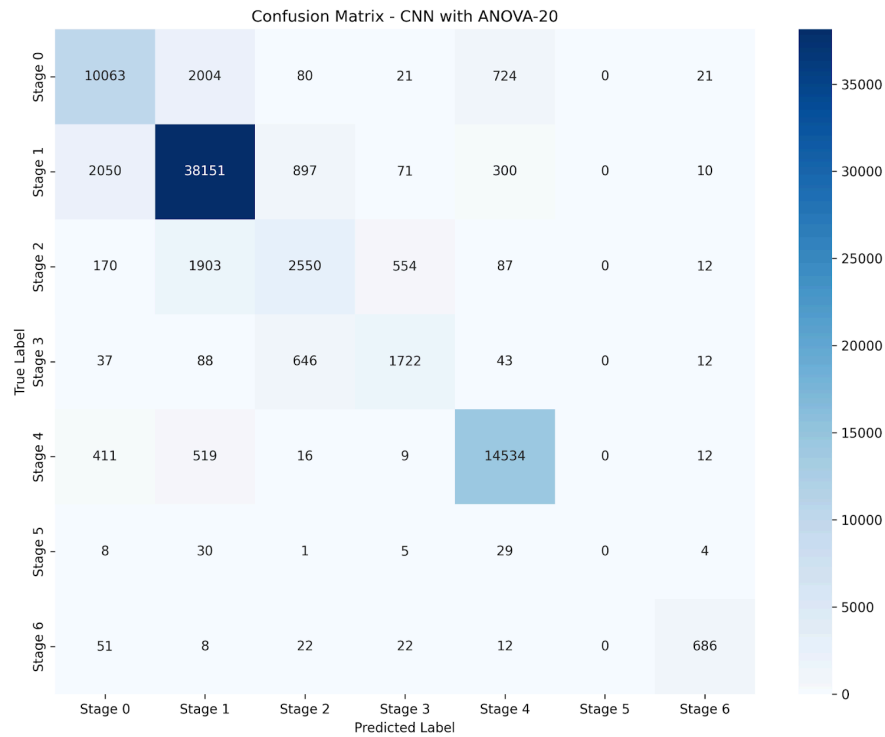 Confusion Matrix - CNN with ANOVA-20
Stage 0 10063 2004 80 21 724 0 21
Stage 1 2050 38151 897 71 300 0 10
Stage 2 170 1903 2550 554 87 0 12
Stage 3 37 88 646 1722 43 0 12
Stage 4 411 519 16 9 14534 0 12
Stage 5 8 30 1 5 29 0 4
Stage 6 51 8 22 22 12 0 686
True Label
Stage 0 Stage 1 Stage 2 Stage 3 Stage 4 Stage 5 Stage 6
Predicted Label
35000
30000
25000
20000
15000
10000
5000
0